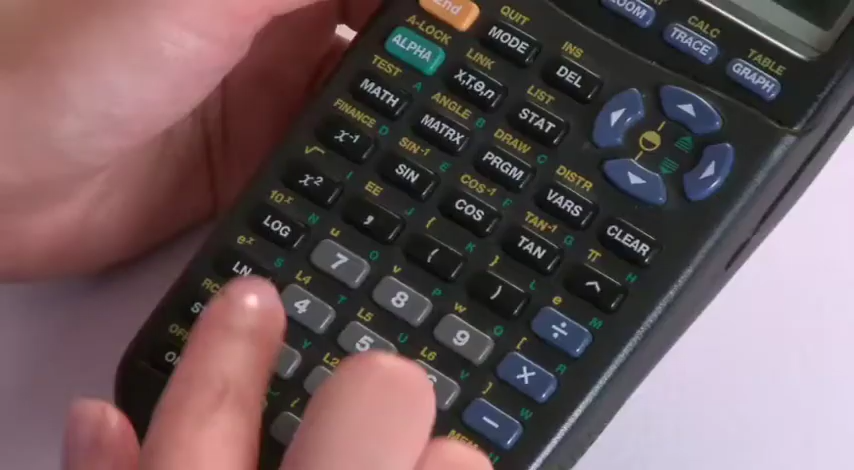 2nd
QUIT
ZOOM
CALC
TRACE
TABLE
GRAPH
A-LOCK
ALPHA
MODE
INS
DEL
TEST A
MATH
LINK
X,T,Θ,n
LIST
STAT
FINANCE D
x⁻¹
ANGLE B
MATRX
DRAW C
PRGM
DISTR
VARS
CLEAR
√ I
x²
SIN⁻¹ E
SIN
COS⁻¹ F
COS
TAN⁻¹ G
TAN
π H
^
10ˣ N
LOG
EE J
,
{ K
(
} L
)
e M
÷
eˣ S
LN
u O
7
v P
8
w Q
9
[ R
×
L4 T
4
L5 U
5
L6 V
] W
−
Y